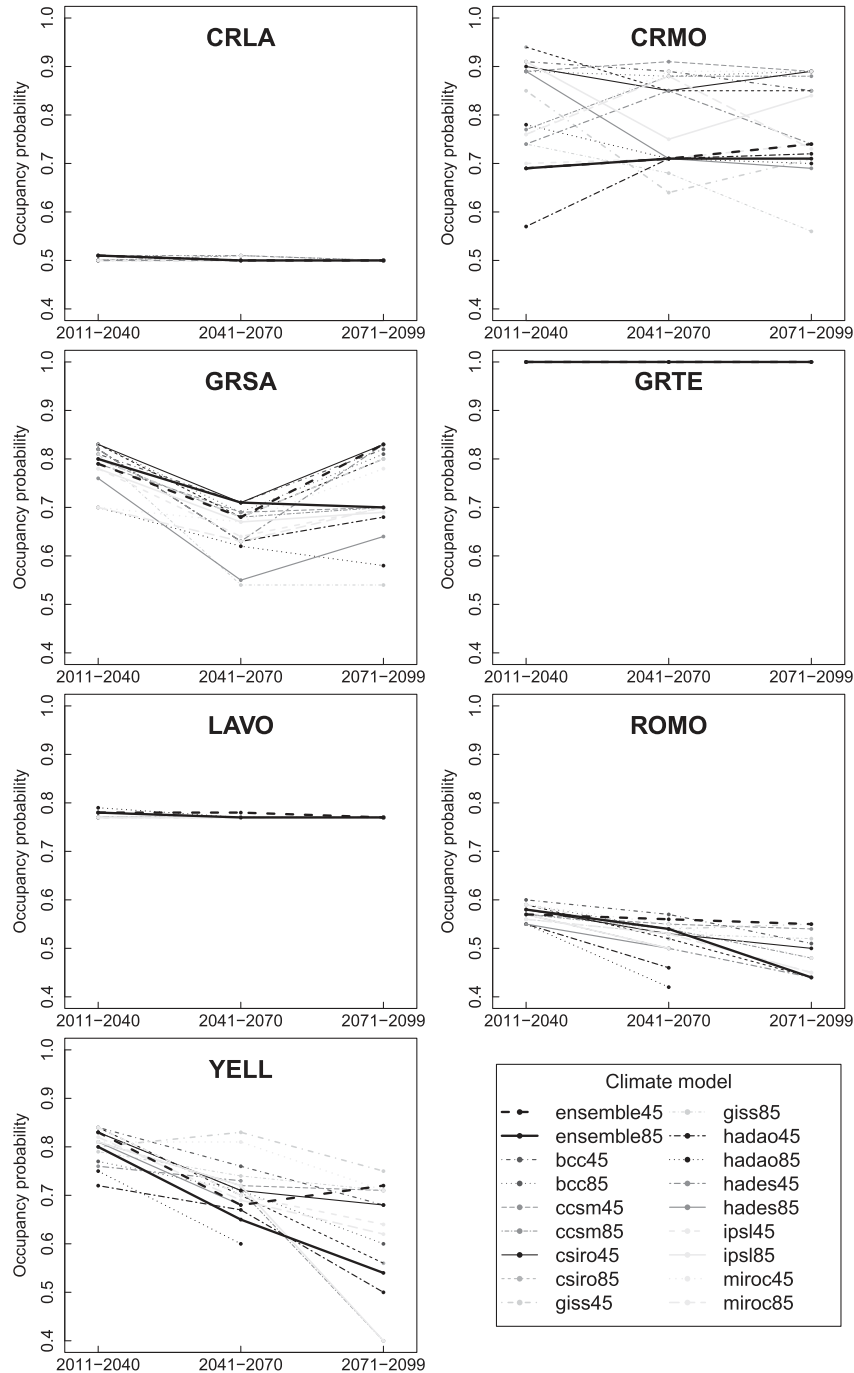 CRLA
Occupancy probability
1.0
0.9
0.8
0.7
0.6
0.5
0.4
2011−2040 2041−2070 2071−2099
CRMO
Occupancy probability
1.0
0.9
0.8
0.7
0.6
0.5
0.4
2011−2040 2041−2070 2071−2099
GRSA
Occupancy probability
1.0
0.9
0.8
0.7
0.6
0.5
0.4
2011−2040 2041−2070 2071−2099
GRTE
Occupancy probability
1.0
0.9
0.8
0.7
0.6
0.5
0.4
2011−2040 2041−2070 2071−2099
LAVO
Occupancy probability
1.0
0.9
0.8
0.7
0.6
0.5
0.4
2011−2040 2041−2070 2071−2099
ROMO
Occupancy probability
1.0
0.9
0.8
0.7
0.6
0.5
0.4
2011−2040 2041−2070 2071−2099
YELL
Occupancy probability
1.0
0.9
0.8
0.7
0.6
0.5
0.4
2011−2040 2041−2070 2071−2099
Climate model
ensemble45
ensemble85
bcc45
bcc85
ccsm45
ccsm85
csiro45
csiro85
giss45
giss85
hadao45
hadao85
hades45
hades85
ipsl45
ipsl85
miroc45
miroc85